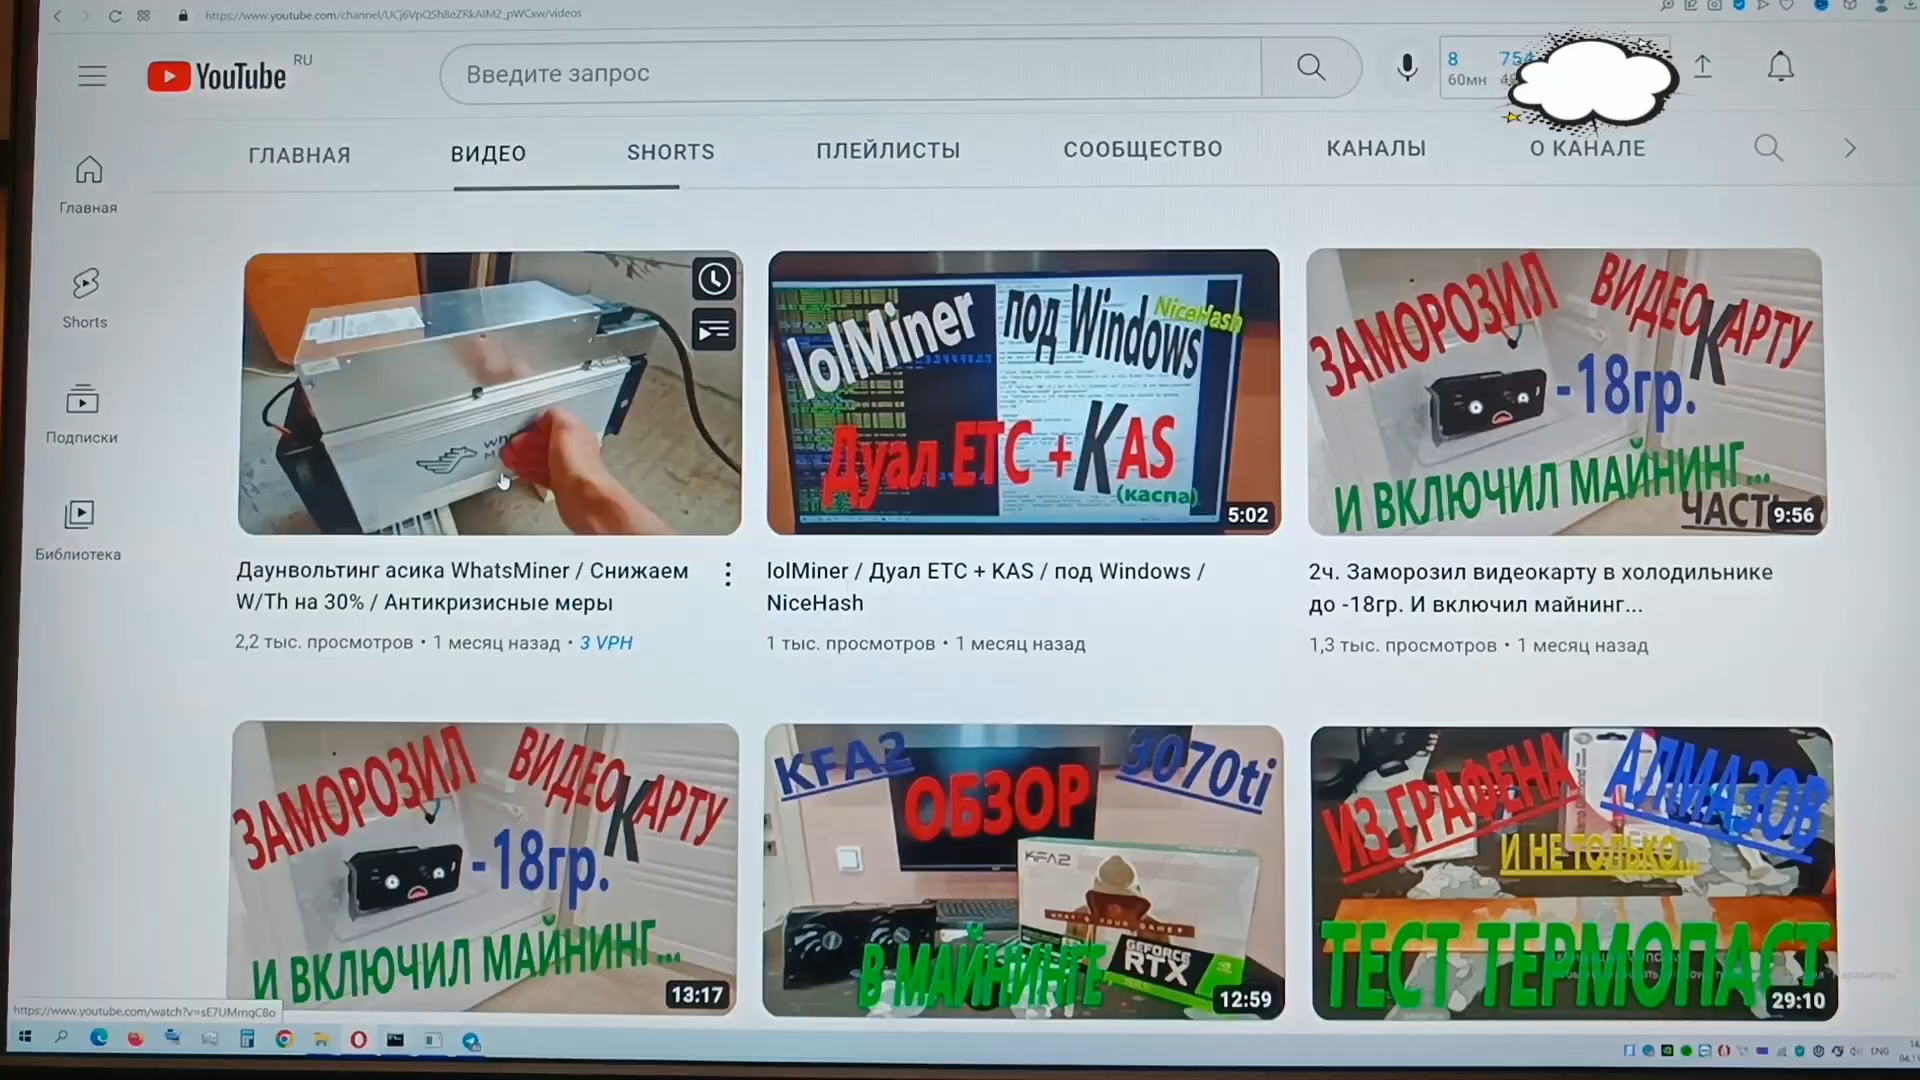 https://www.youtube.com/channel/UCj6VpQSh8eZRkAIM2_pWCxw/videos
YouTube RU
Введите запрос
8
60мн
ГЛАВНАЯ
ВИДЕО
SHORTS
ПЛЕЙЛИСТЫ
СООБЩЕСТВО
КАНАЛЫ
О КАНАЛЕ
Главная
Shorts
Подписки
Библиотека
lolMiner
под Windows
NiceHash
Дуал ETC + KAS
(каспа)
5:02
ЗАМОРОЗИЛ
ВИДЕОКАРТУ
-18гр.
И ВКЛЮЧИЛ МАЙНИНГ...
9:56
Даунвольтинг асика WhatsMiner / Снижаем
W/Th на 30% / Антикризисные меры
2,2 тыс. просмотров • 1 месяц назад • 3 VPH
lolMiner / Дуал ETC + KAS / под Windows /
NiceHash
1 тыс. просмотров • 1 месяц назад
2ч. Заморозил видеокарту в холодильнике
до -18гр. И включил майнинг...
1,3 тыс. просмотров • 1 месяц назад
ЗАМОРОЗИЛ
ВИДЕОКАРТУ
-18гр.
И ВКЛЮЧИЛ МАЙНИНГ...
13:17
KFA2
3070ti
ОБЗОР
KFA2
WHAT'S YOUR GAME?
GEFORCE
RTX
В МАЙНИНГЕ
12:59
ИЗ ГРАФЕНА
АЛМАЗОВ
И НЕ ТОЛЬКО...
ТЕСТ ТЕРМОПАСТ
29:10
https://www.youtube.com/watch?v=sE7UMmqC8o
ENG